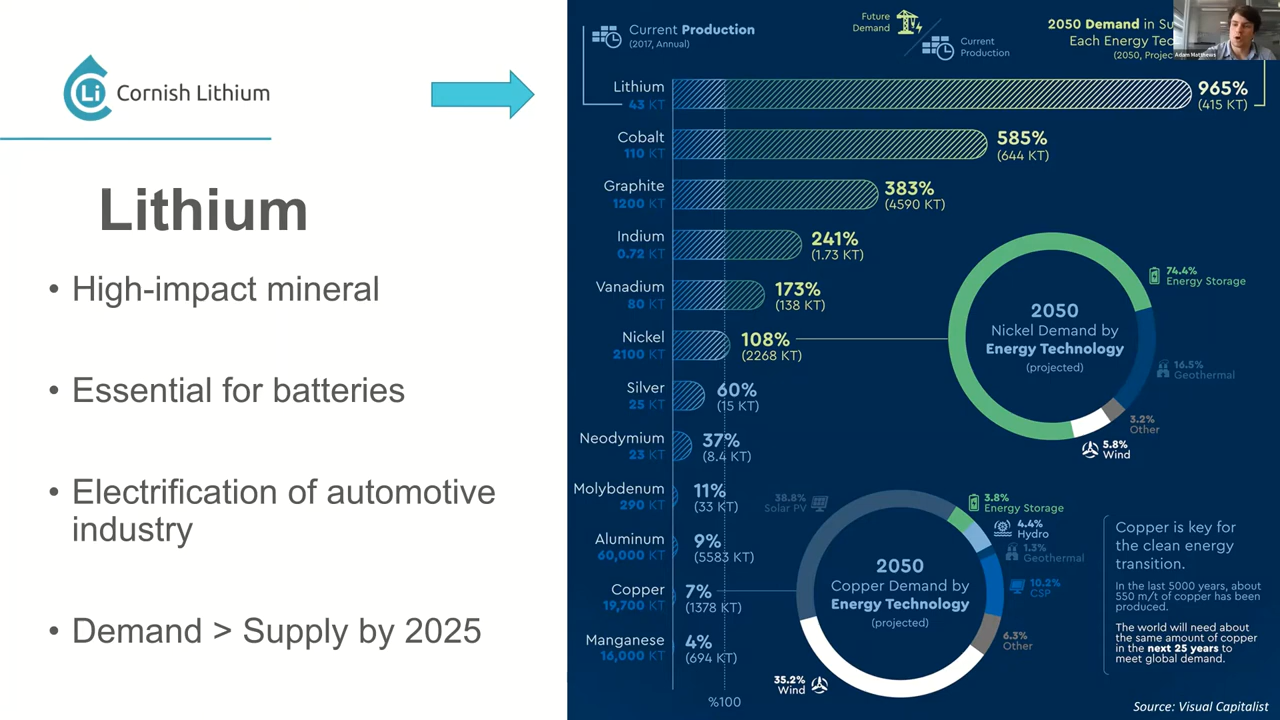 Li
Cornish Lithium
Lithium
• High-impact mineral
• Essential for batteries
• Electrification of automotive
industry
• Demand > Supply by 2025
Current Production
(2017, Annual)
Future
Demand
Current
Production
2050 Demand in
Each Energy
(2050,
Adam Matthews
Lithium
43 KT
965%
(415 KT)
Cobalt
110 KT
585%
(644 KT)
Graphite
1200 KT
383%
(4590 KT)
Indium
0.72 KT
241%
(1.73 KT)
Vanadium
80 KT
173%
(138 KT)
Nickel
2100 KT
108%
(2268 KT)
Silver
25 KT
60%
(15 KT)
Neodymium
23 KT
37%
(8.4 KT)
Molybdenum
290 KT
11%
(33 KT)
Aluminum
60,000 KT
9%
(5583 KT)
Copper
19,700 KT
7%
(1378 KT)
Manganese
16,000 KT
4%
(694 KT)
%100
2050
Nickel Demand by
Energy Technology
(projected)
74.4%
Energy Storage
16.5%
Geothermal
3.2%
Other
5.8%
Wind
2050
Copper Demand by
Energy Technology
(projected)
38.8%
Solar PV
3.8%
Energy Storage
4.4%
Hydro
1.3%
Geothermal
10.2%
CSP
6.3%
Other
35.2%
Wind
Copper is key for
the clean energy
transition.
In the last 5000 years, about
550 m/t of copper has been
produced.
The world will need about
the same amount of copper
in the next 25 years to
meet global demand.
Source: Visual Capitalist